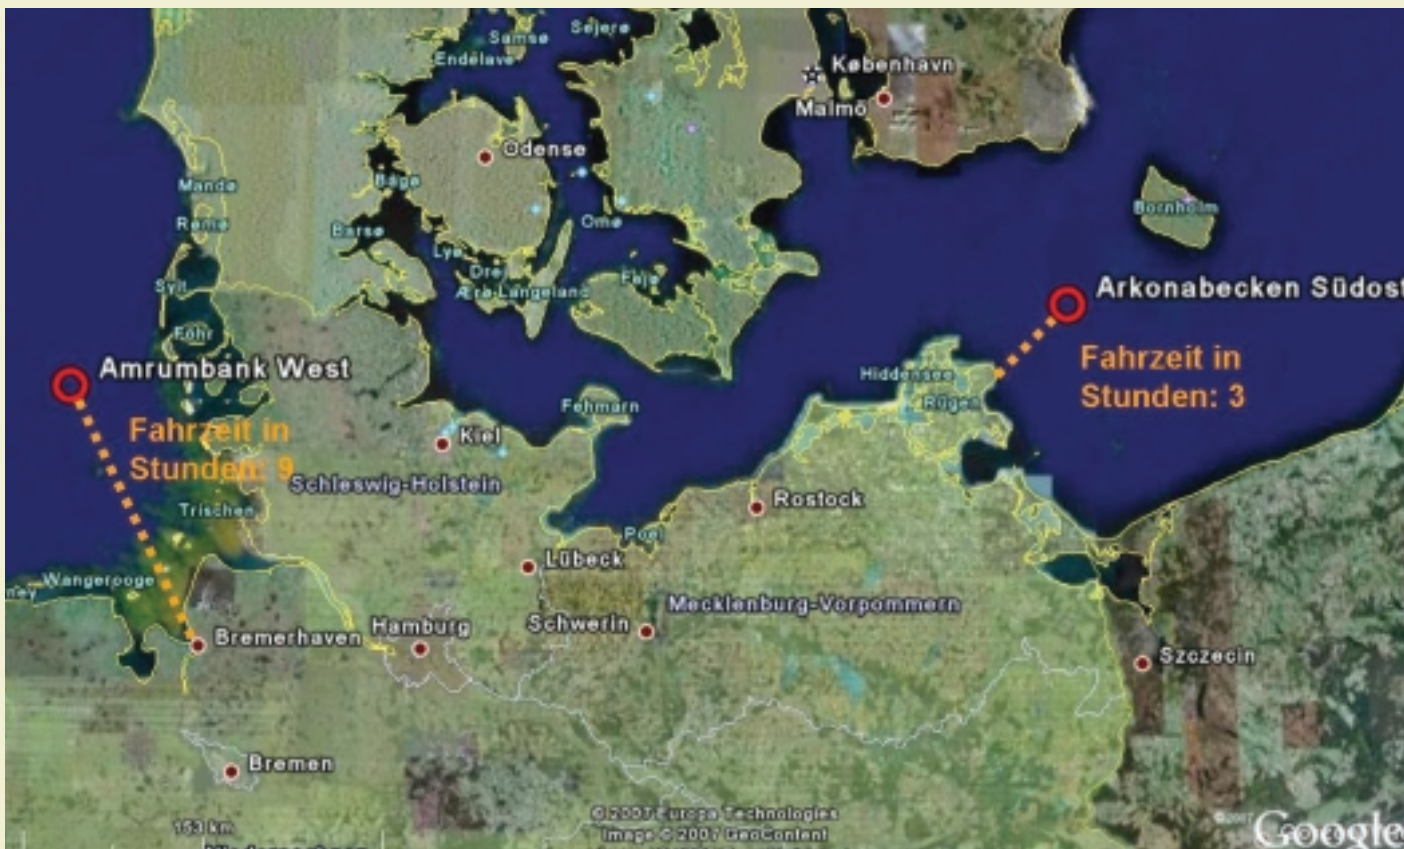 Samsø
Sejerø
Endelave
København
Malmö
Odense
Mandø
Bågø
Bornholm
Rømø
Omø
Barsø
Lyø
Drej
Fejø
Sylt
Ærø
Langeland
Arkonabecken Südost
Föhr
Amrumbank West
Fahrzeit in
Stunden: 3
Hiddensee
Rügen
Fehmarn
Fahrzeit in
Stunden: 9
Kiel
Schleswig-Holstein
Rostock
Trischen
Poel
Lübeck
Wangerooge
ney
Mecklenburg-Vorpommern
Schwerin
Bremerhaven
Hamburg
Szczecin
Bremen
© 2007 Europa Technologies
Image © 2007 GeoContent
153 km
©2007
Google